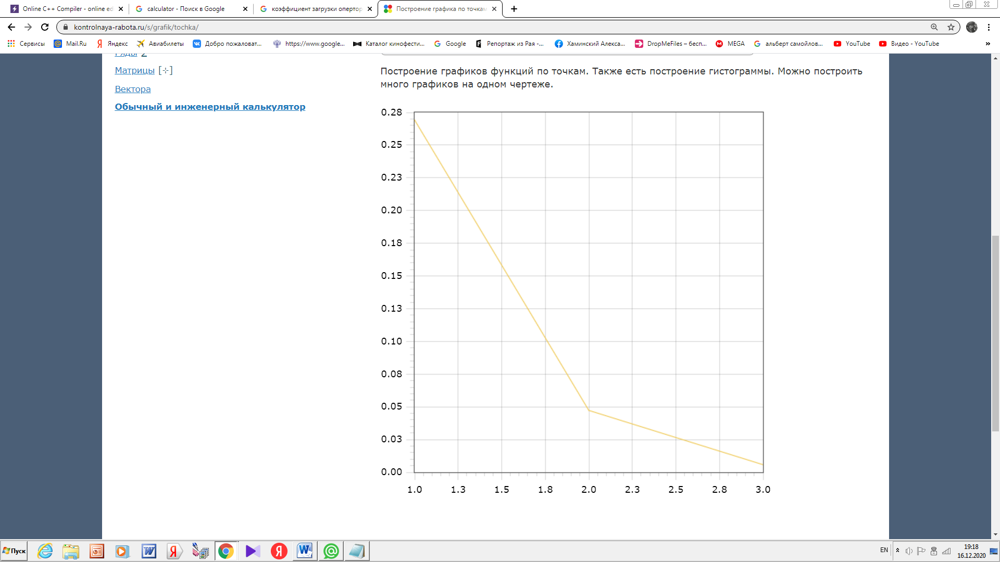 Online C++ Compiler - online ed
calculator - Поиск в Google
коэффициент загрузки опертор
Построение графика по точкам
kontrolnaya-rabota.ru/s/grafik/tochka/
Сервисы
Mail.Ru
Яндекс
Авиабилеты
Добро пожаловат...
https://www.google...
Каталог кинофести...
Google
Репортаж из Рая -...
Хаминский Алекса...
DropMeFiles – бесп...
MEGA
альберт самойлов...
YouTube
Видео - YouTube
»
Ряды 2
Матрицы [⊹]
Вектора
Обычный и инженерный калькулятор
Построение графиков функций по точкам. Также есть построение гистограммы. Можно построить
много графиков на одном чертеже.
0.28
0.25
0.23
0.20
0.18
0.15
0.13
0.10
0.08
0.05
0.03
0.00
1.0 1.3 1.5 1.8 2.0 2.3 2.5 2.8 3.0
Пуск
EN
19:18
16.12.2020